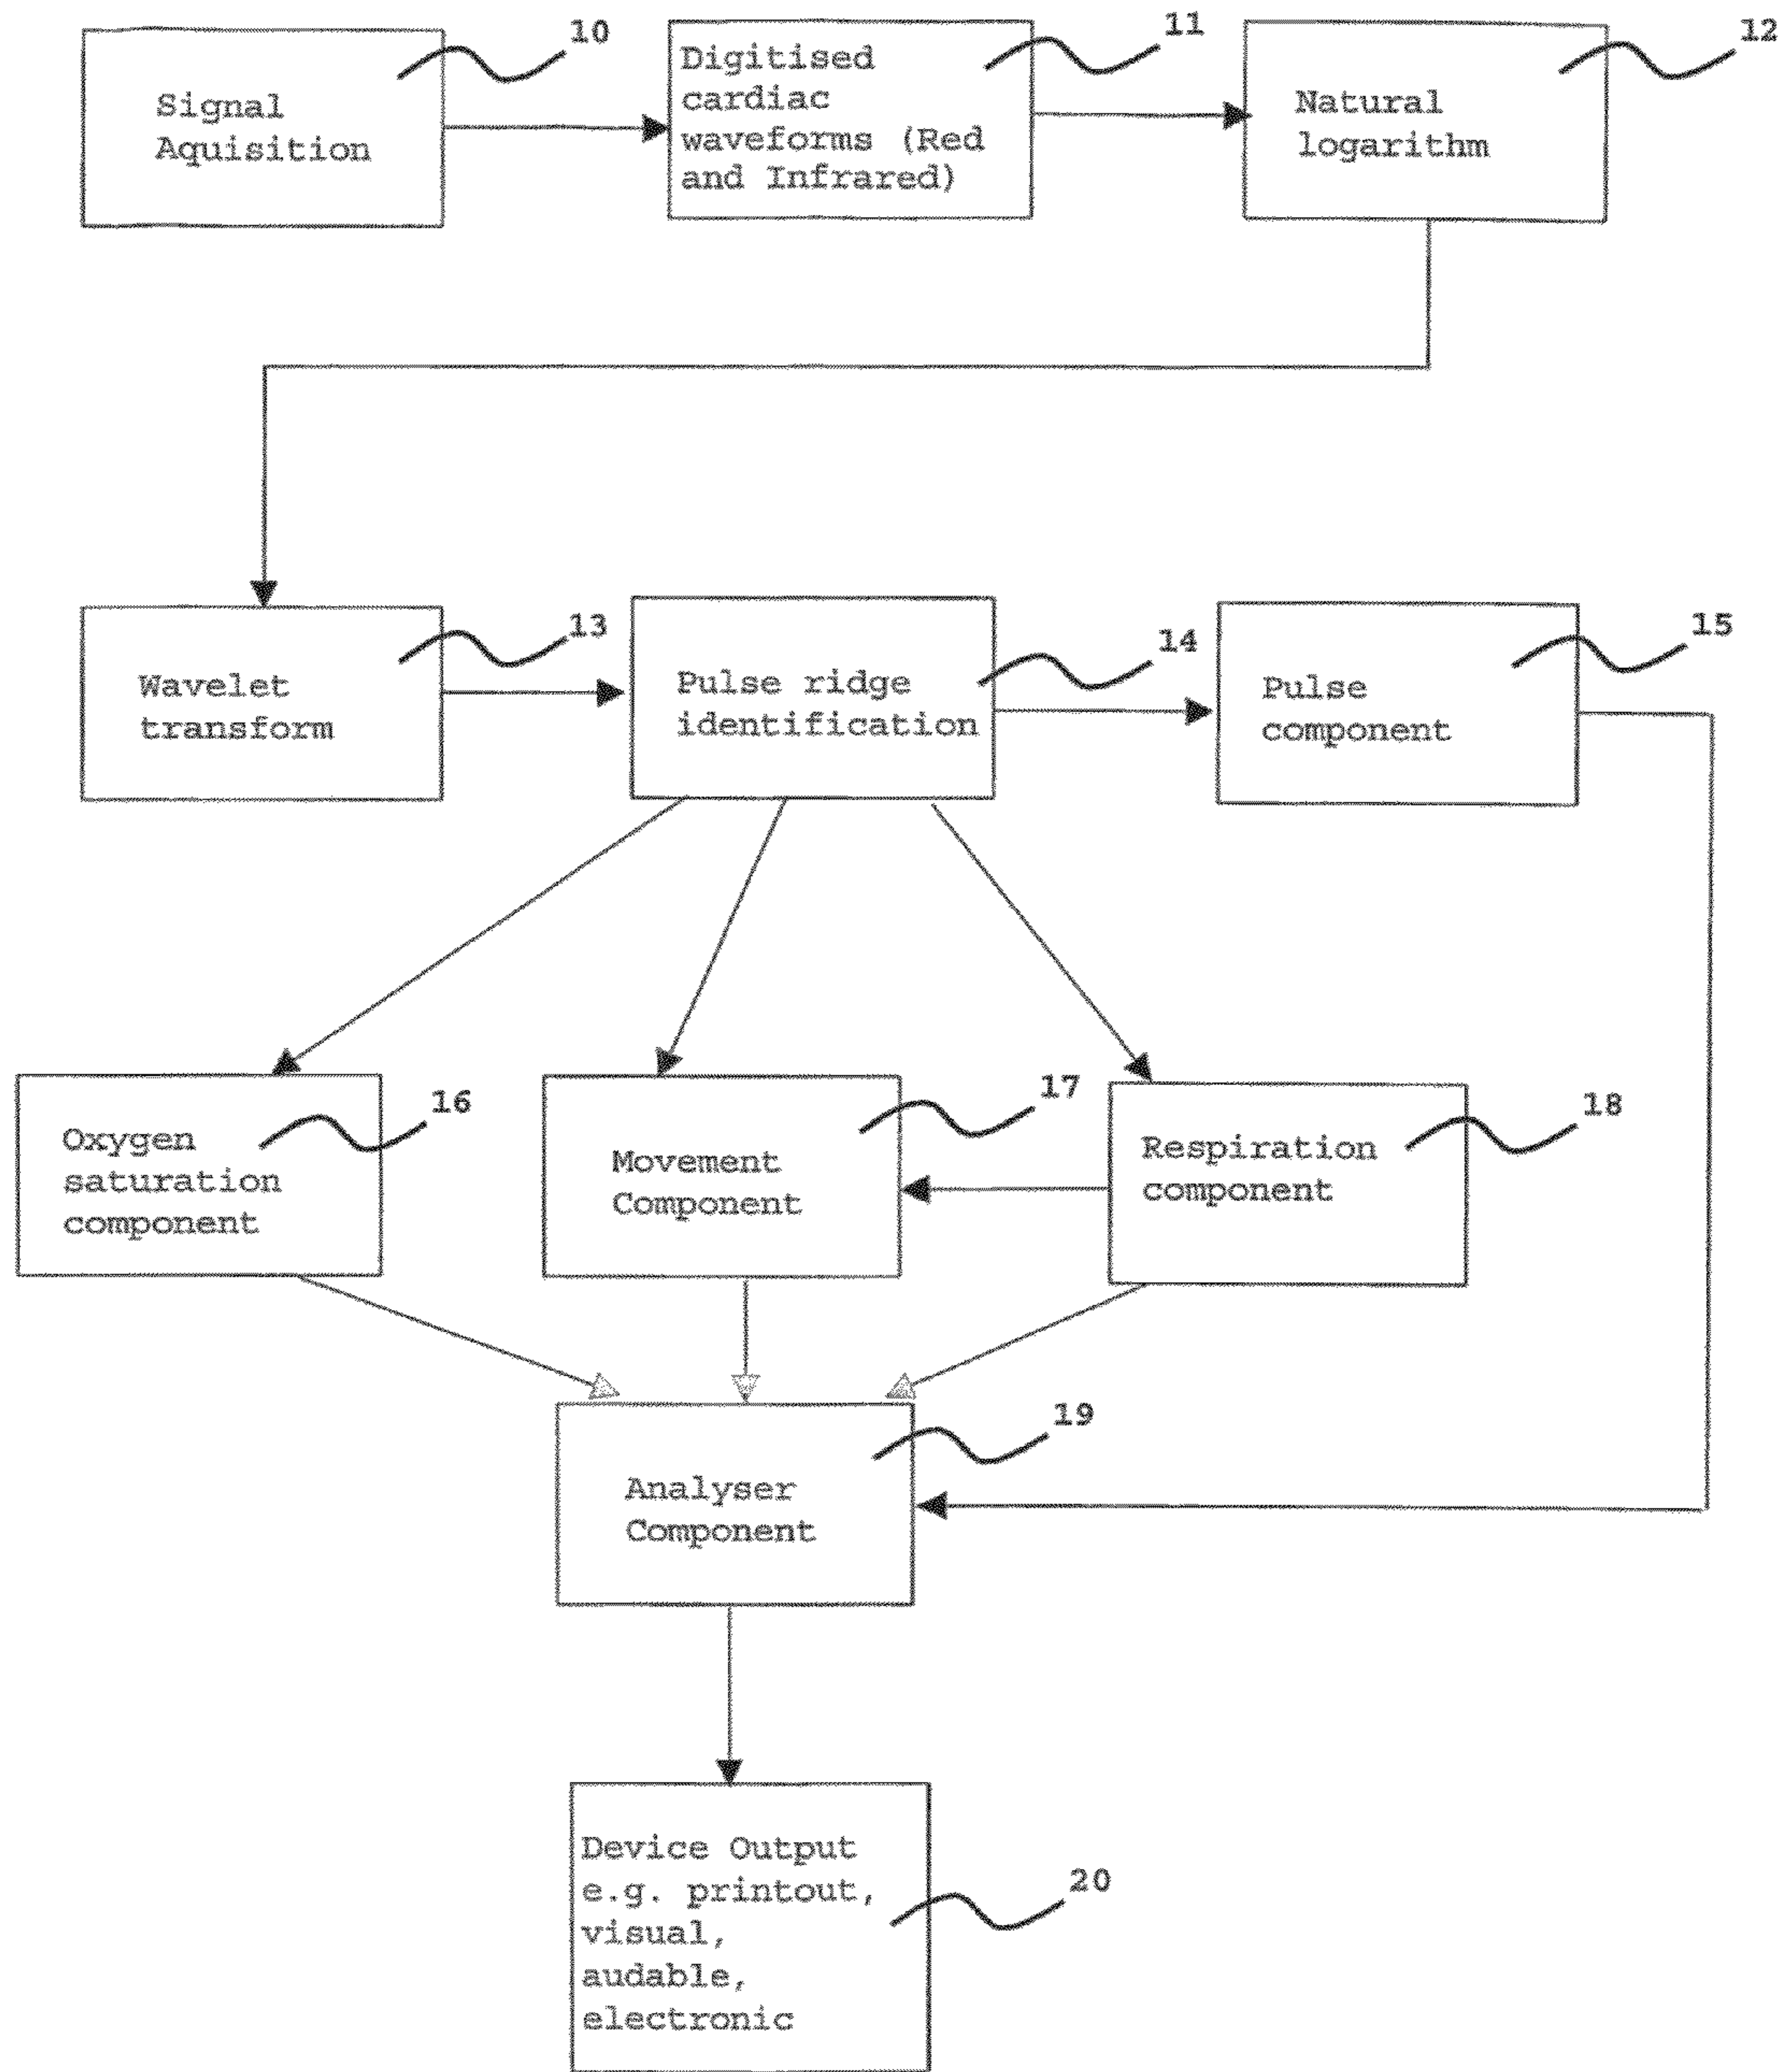 10
Signal
Aquisition
11
Digitised
cardiac
waveforms (Red
and Infrared)
12
Natural
logarithm
13
Wavelet
transform
14
Pulse ridge
identification
15
Pulse
component
16
Oxygen
saturation
component
17
Movement
Component
18
Respiration
component
19
Analyser
Component
20
Device Output
e.g. printout,
visual,
audable,
electronic